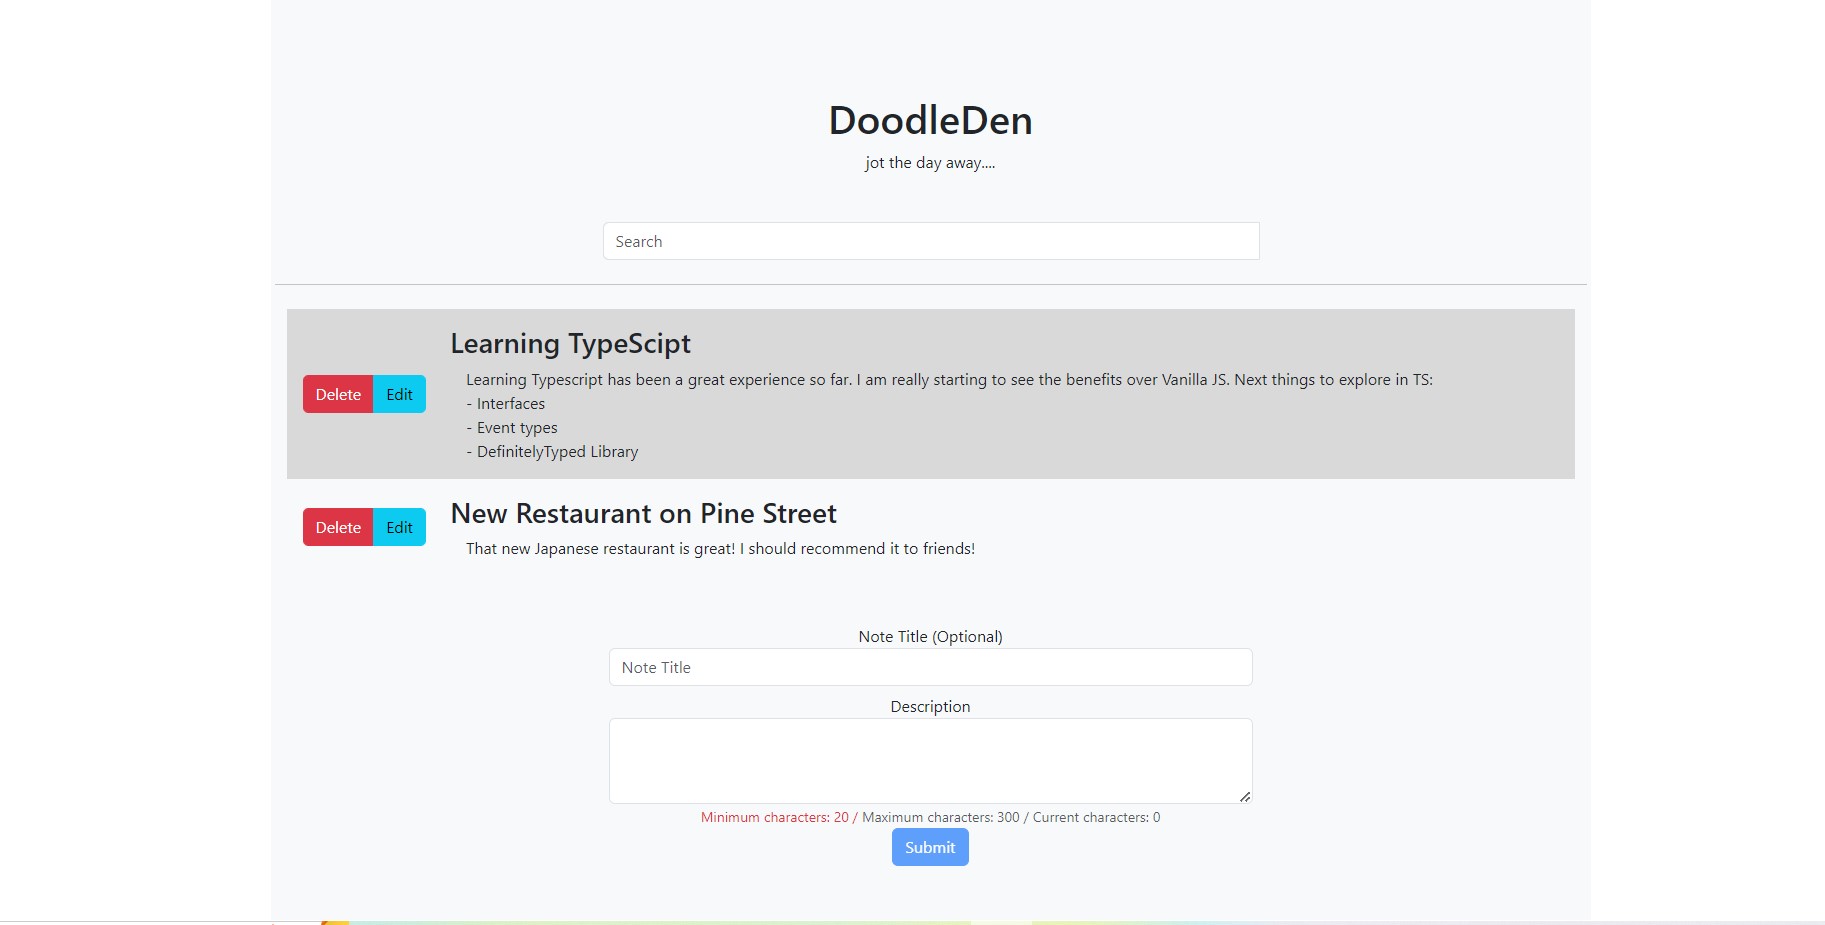 DoodleDen
jot the day away....
Search
Learning TypeScipt
Delete Edit
Learning Typescript has been a great experience so far. I am really starting to see the benefits over Vanilla JS. Next things to explore in TS:
- Interfaces
- Event types
- DefinitelyTyped Library
New Restaurant on Pine Street
Delete Edit
That new Japanese restaurant is great! I should recommend it to friends!
Note Title (Optional)
Note Title
Description
Minimum characters: 20 / Maximum characters: 300 / Current characters: 0
Submit